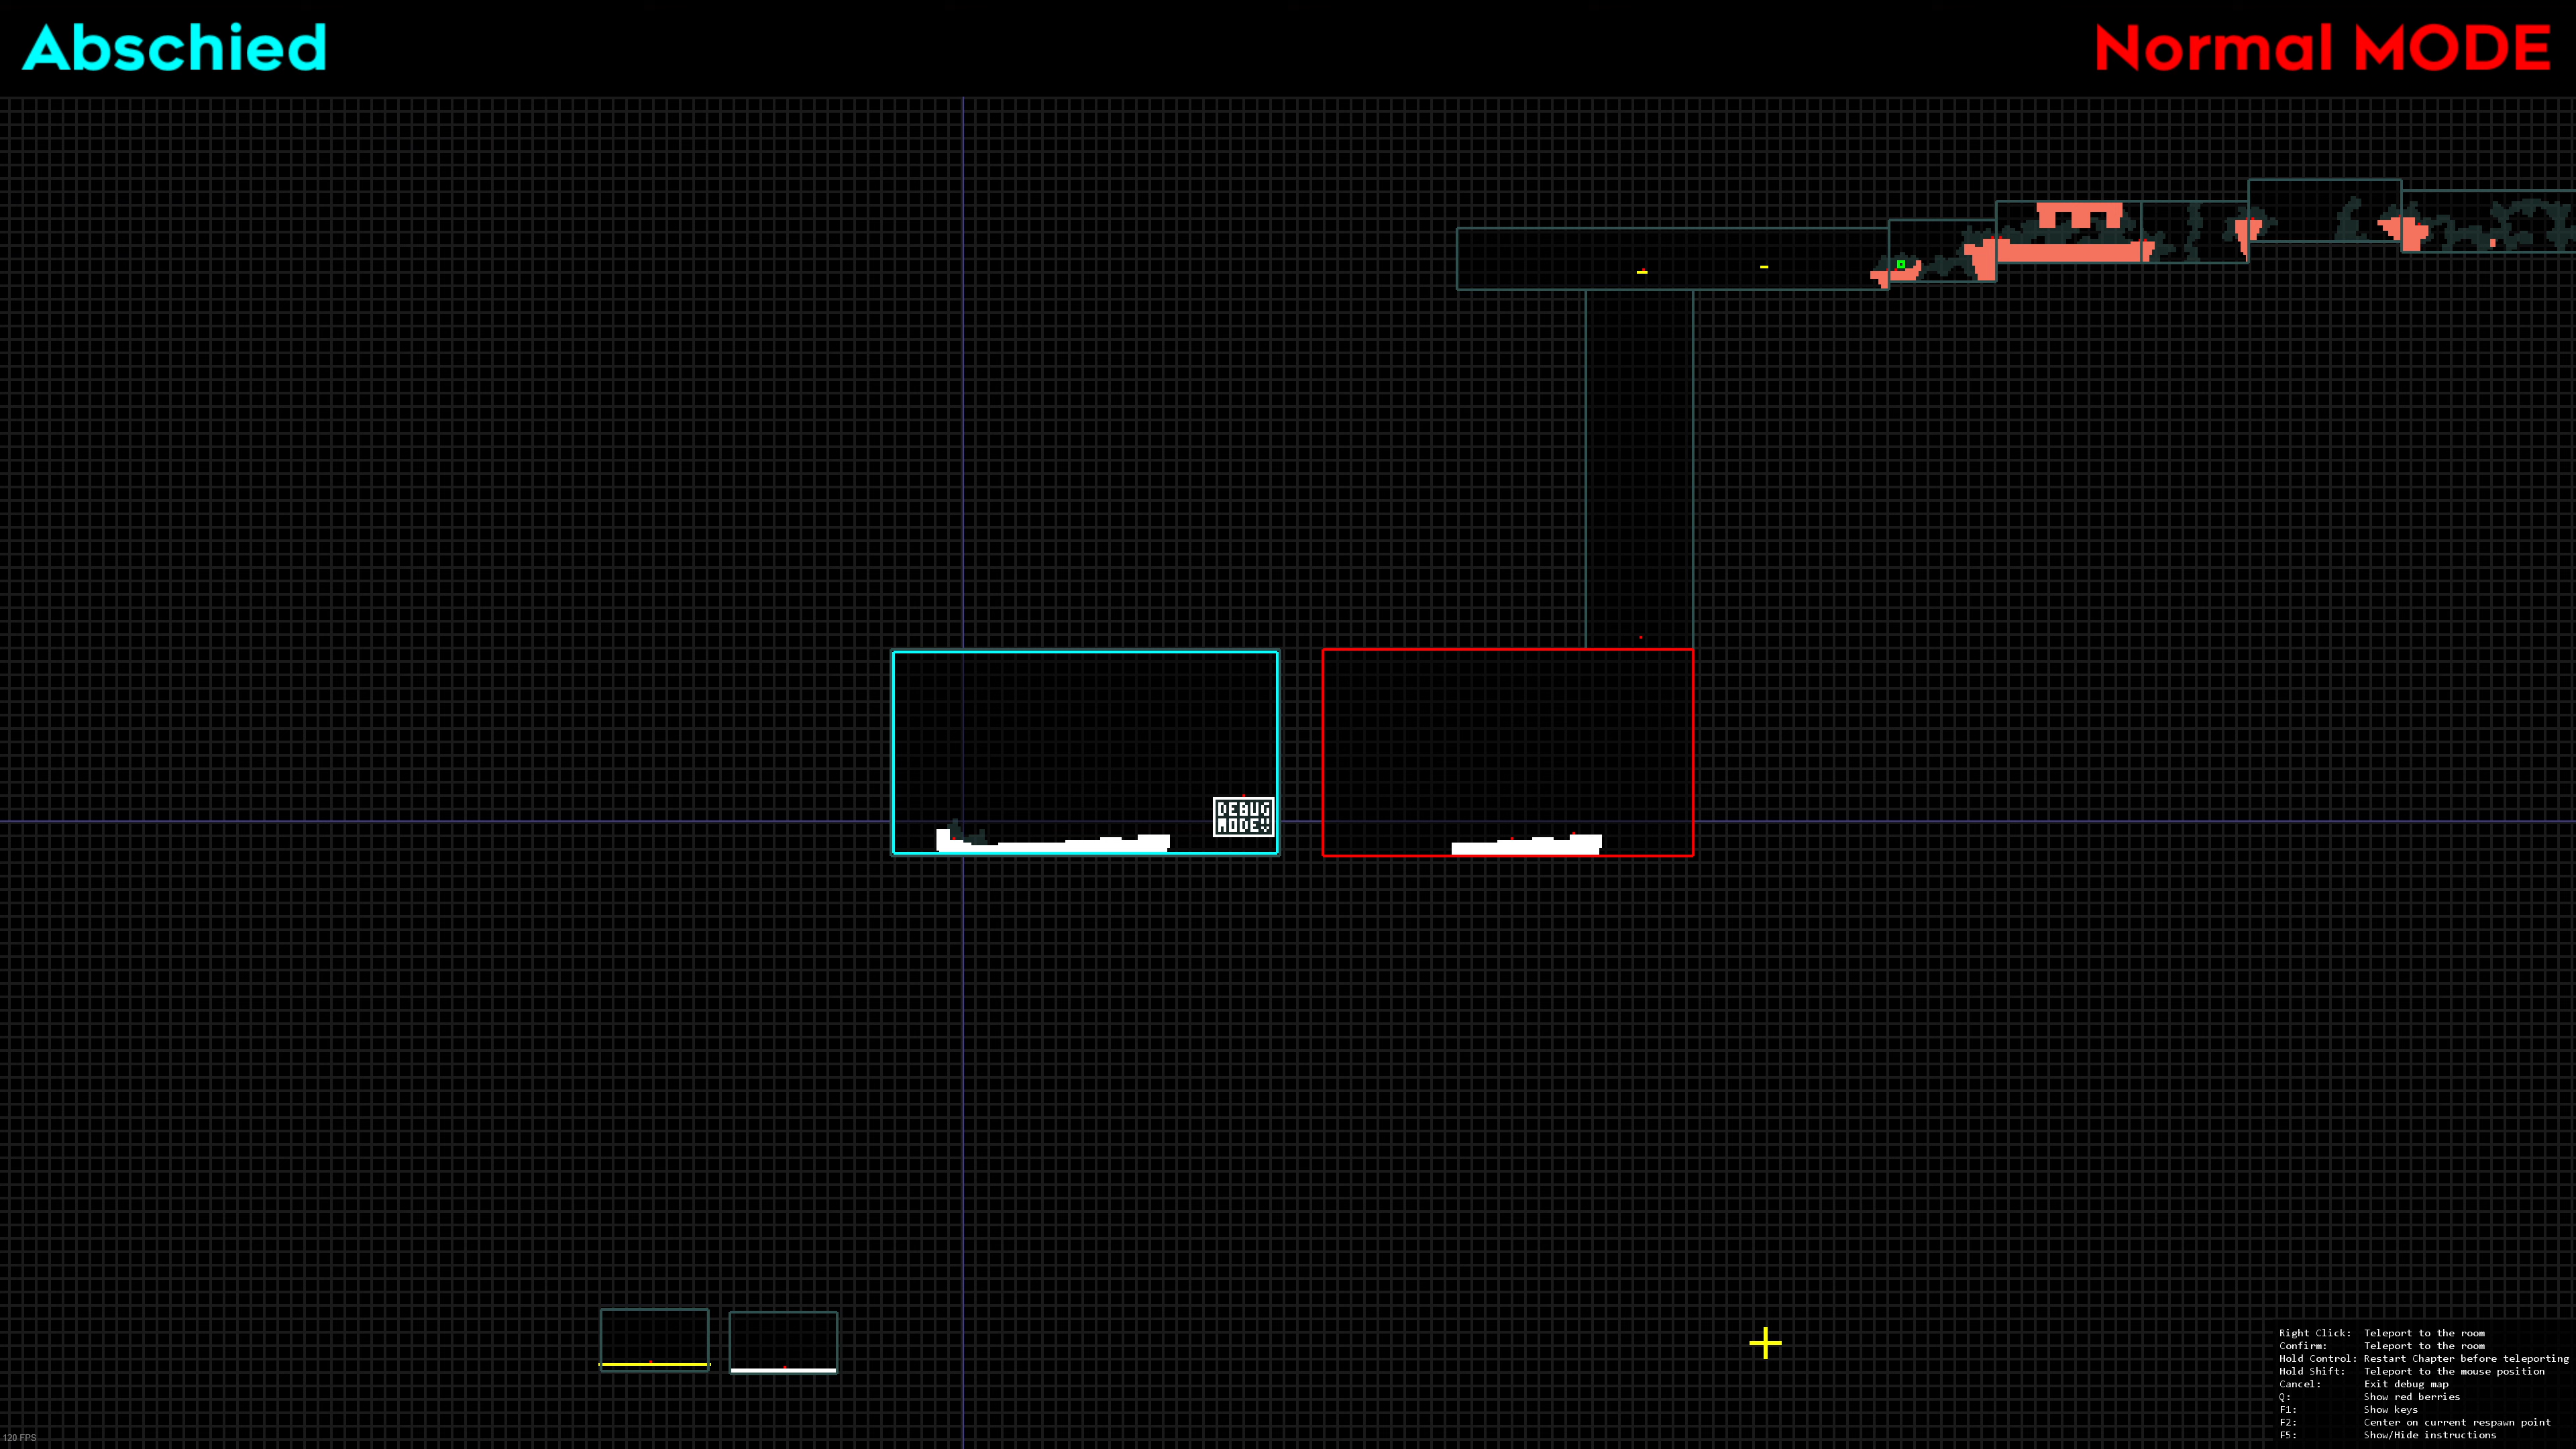 Abschied
Normal MODE
DEBUG
MODE
Right Click: Teleport to the room
Confirm: Teleport to the room
Hold Control: Restart Chapter before teleporting
Hold Shift: Teleport to the mouse position
Cancel: Exit debug map
Q: Show red berries
F1: Show keys
F2: Center on current respawn point
F5: Show/Hide instructions
120 FPS